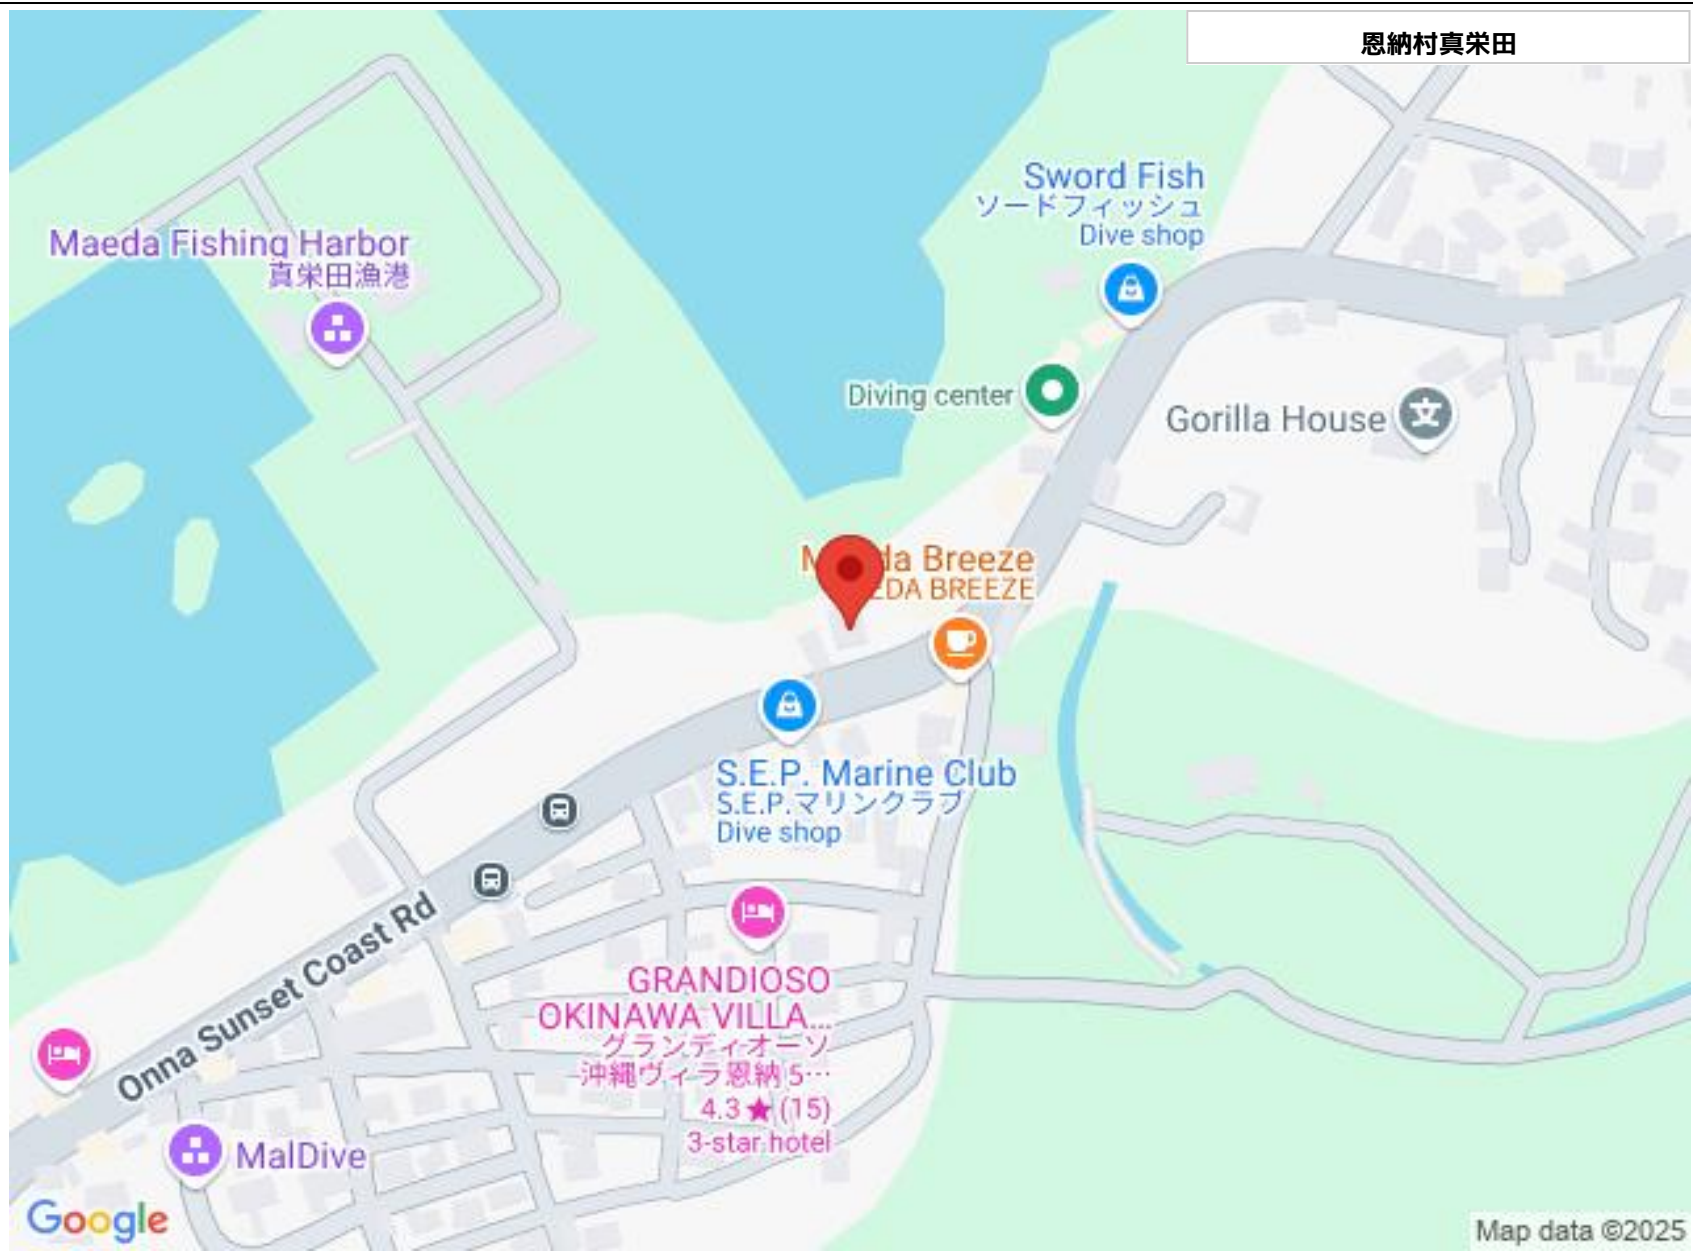 恩納村真栄田
Sword Fish
ソードフィッシュ
Dive shop
Maeda Fishing Harbor
真栄田漁港
Diving center
Gorilla House
文
da Breeze
EDA BREEZE
S.E.P. Marine Club
S.E.P.マリンクラブ
Dive shop
Onna Sunset Coast Rd
GRANDIOSO
OKINAWA VILLA...
グランディオーソ
沖縄ヴィラ恩納 5…
4.3★(15)
3-star hotel
MalDive
Google
Map data ©2025